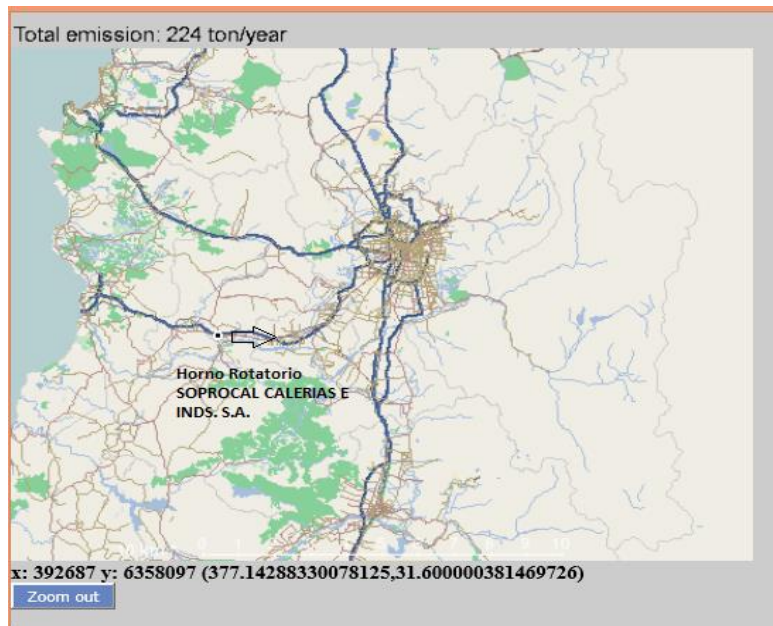 Total emission: 224 ton/year
Horno Rotatorio
SOPROCAL CALERIAS E
INDS. S.A.
x: 392687 y: 6358097 (377.14288330078125,31.600000381469726)
Zoom out